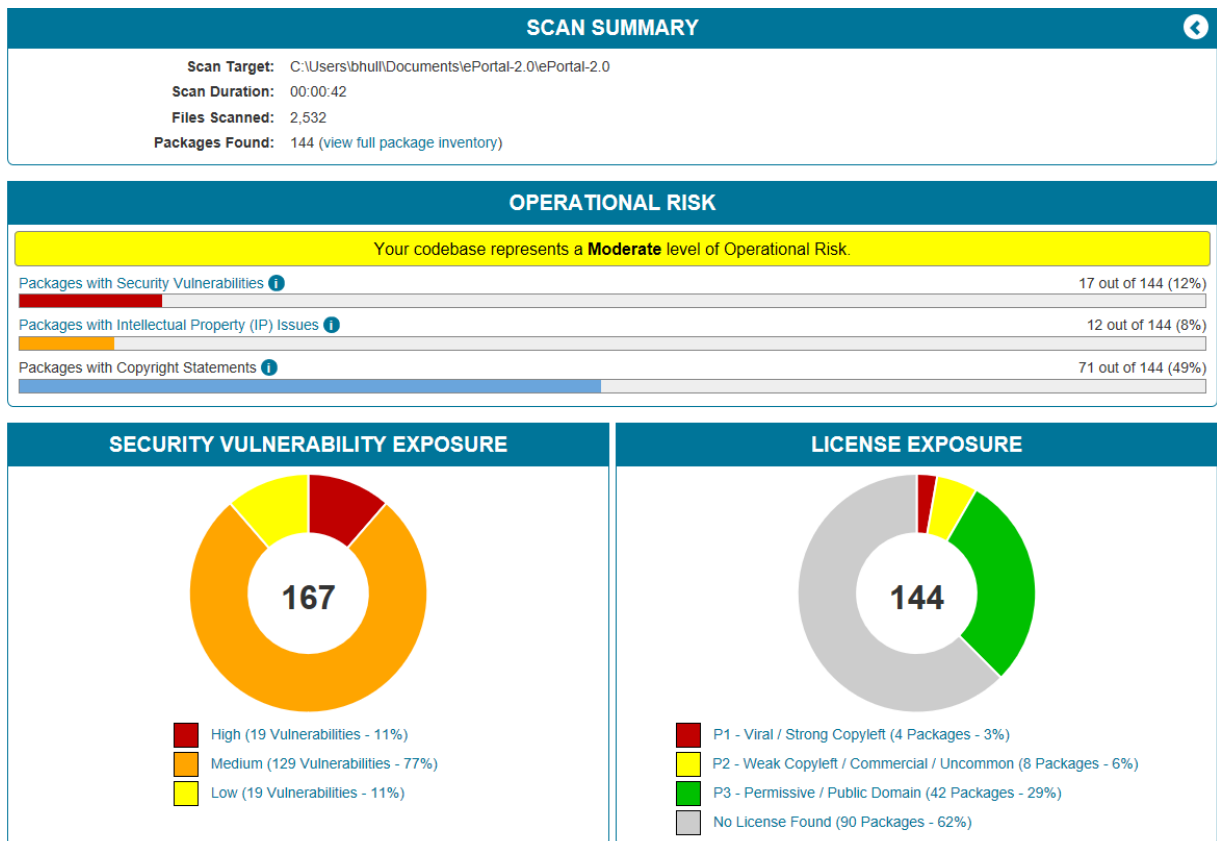 SCAN SUMMARY
Scan Target: C:\Users\bhull\Documents\ePortal-2.0\ePortal-2.0
Scan Duration: 00:00:42
Files Scanned: 2,532
Packages Found: 144 (view full package inventory)
OPERATIONAL RISK
Your codebase represents a Moderate level of Operational Risk.
Packages with Security Vulnerabilities i 17 out of 144 (12%)
Packages with Intellectual Property (IP) Issues i 12 out of 144 (8%)
Packages with Copyright Statements i 71 out of 144 (49%)
SECURITY VULNERABILITY EXPOSURE
167
High (19 Vulnerabilities - 11%)
Medium (129 Vulnerabilities - 77%)
Low (19 Vulnerabilities - 11%)
LICENSE EXPOSURE
144
P1 - Viral / Strong Copyleft (4 Packages - 3%)
P2 - Weak Copyleft / Commercial / Uncommon (8 Packages - 6%)
P3 - Permissive / Public Domain (42 Packages - 29%)
No License Found (90 Packages - 62%)